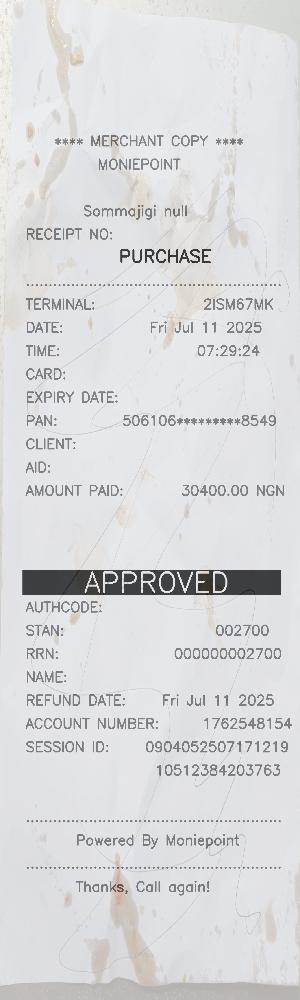 **** MERCHANT COPY ****
MONIEPOINT
Sommajigi null
RECEIPT NO:
PURCHASE
TERMINAL: 2ISM67MK
DATE: Fri Jul 11 2025
TIME: 07:29:24
CARD:
EXPIRY DATE:
PAN: 506106*********8549
CLIENT:
AID:
AMOUNT PAID: 30400.00 NGN
APPROVED
AUTHCODE:
STAN: 002700
RRN: 000000002700
NAME:
REFUND DATE: Fri Jul 11 2025
ACCOUNT NUMBER: 1762548154
SESSION ID: 0904052507171219
10512384203763
Powered By Moniepoint
Thanks, Call again!